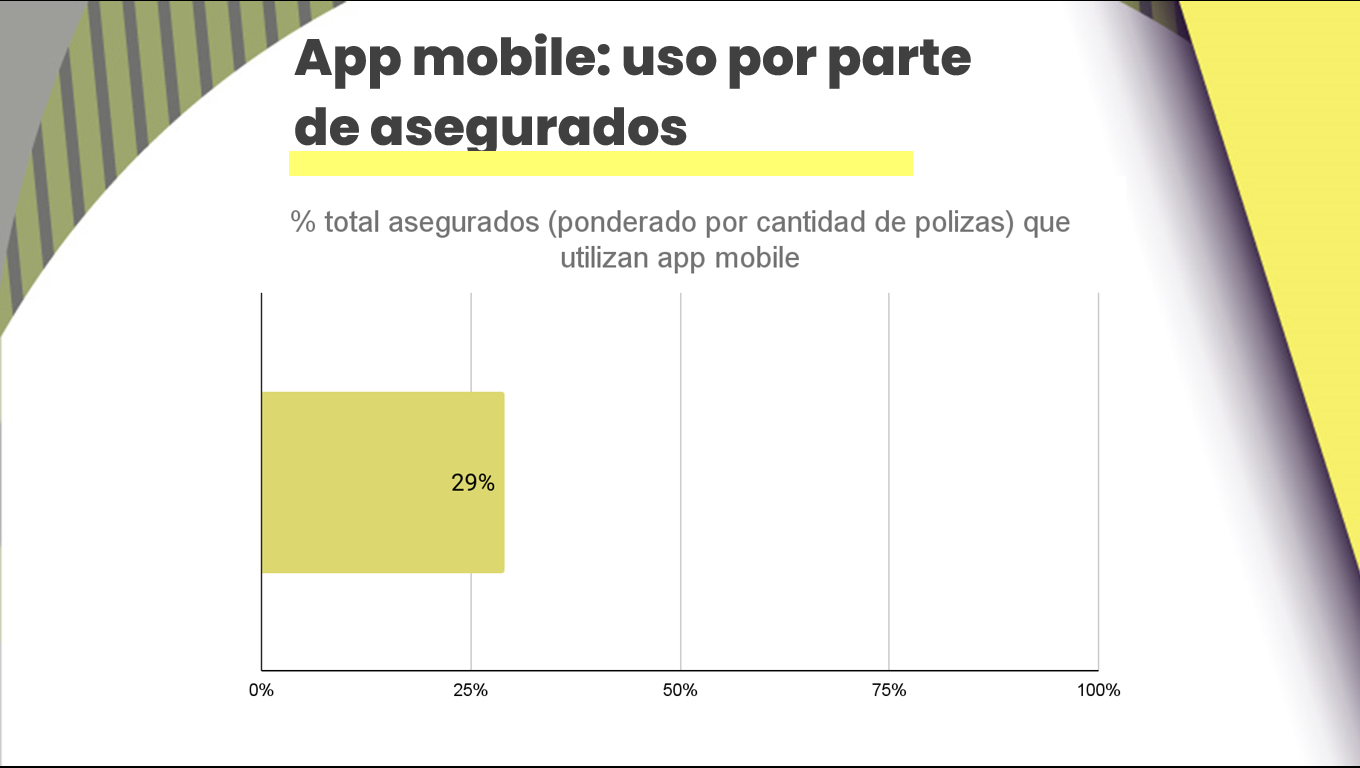 App mobile: uso por parte
de asegurados
% total asegurados (ponderado por cantidad de polizas) que
utilizan app mobile
29%
0% 25% 50% 75% 100%